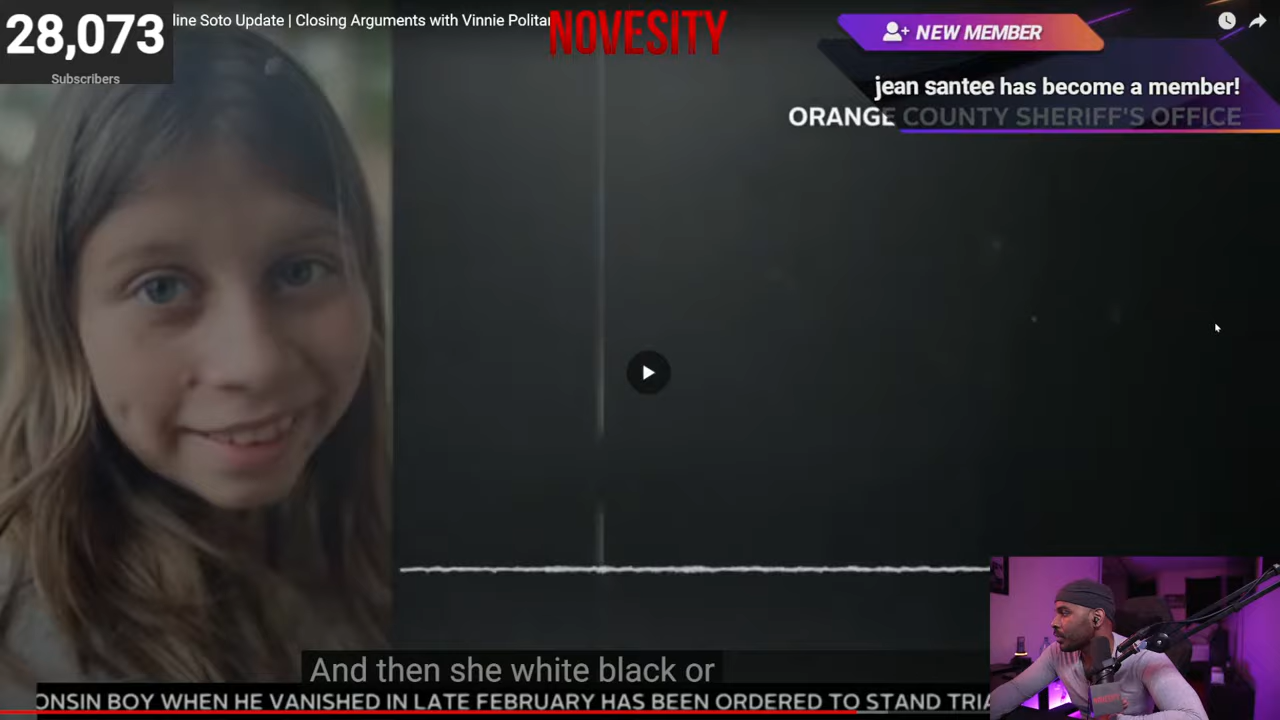 28,073
Subscribers
line Soto Update | Closing Arguments with Vinnie Politan
NOVESITY
NEW MEMBER
jean santee has become a member!
ORANGE COUNTY SHERIFF'S OFFICE
And then she white black or
ONSIN BOY WHEN HE VANISHED IN LATE FEBRUARY HAS BEEN ORDERED TO STAND TRIA
NOVESITY